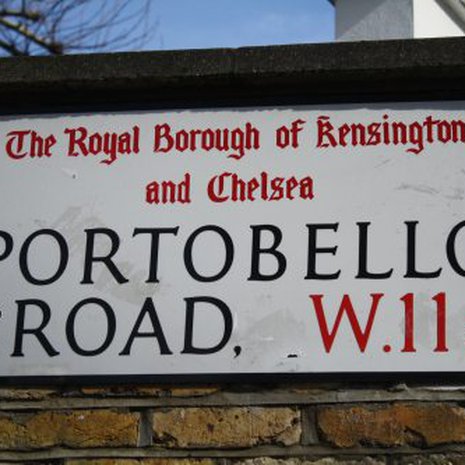 The Royal Borough of Kensington
and Chelsea
PORTOBELLO
ROAD, W.11